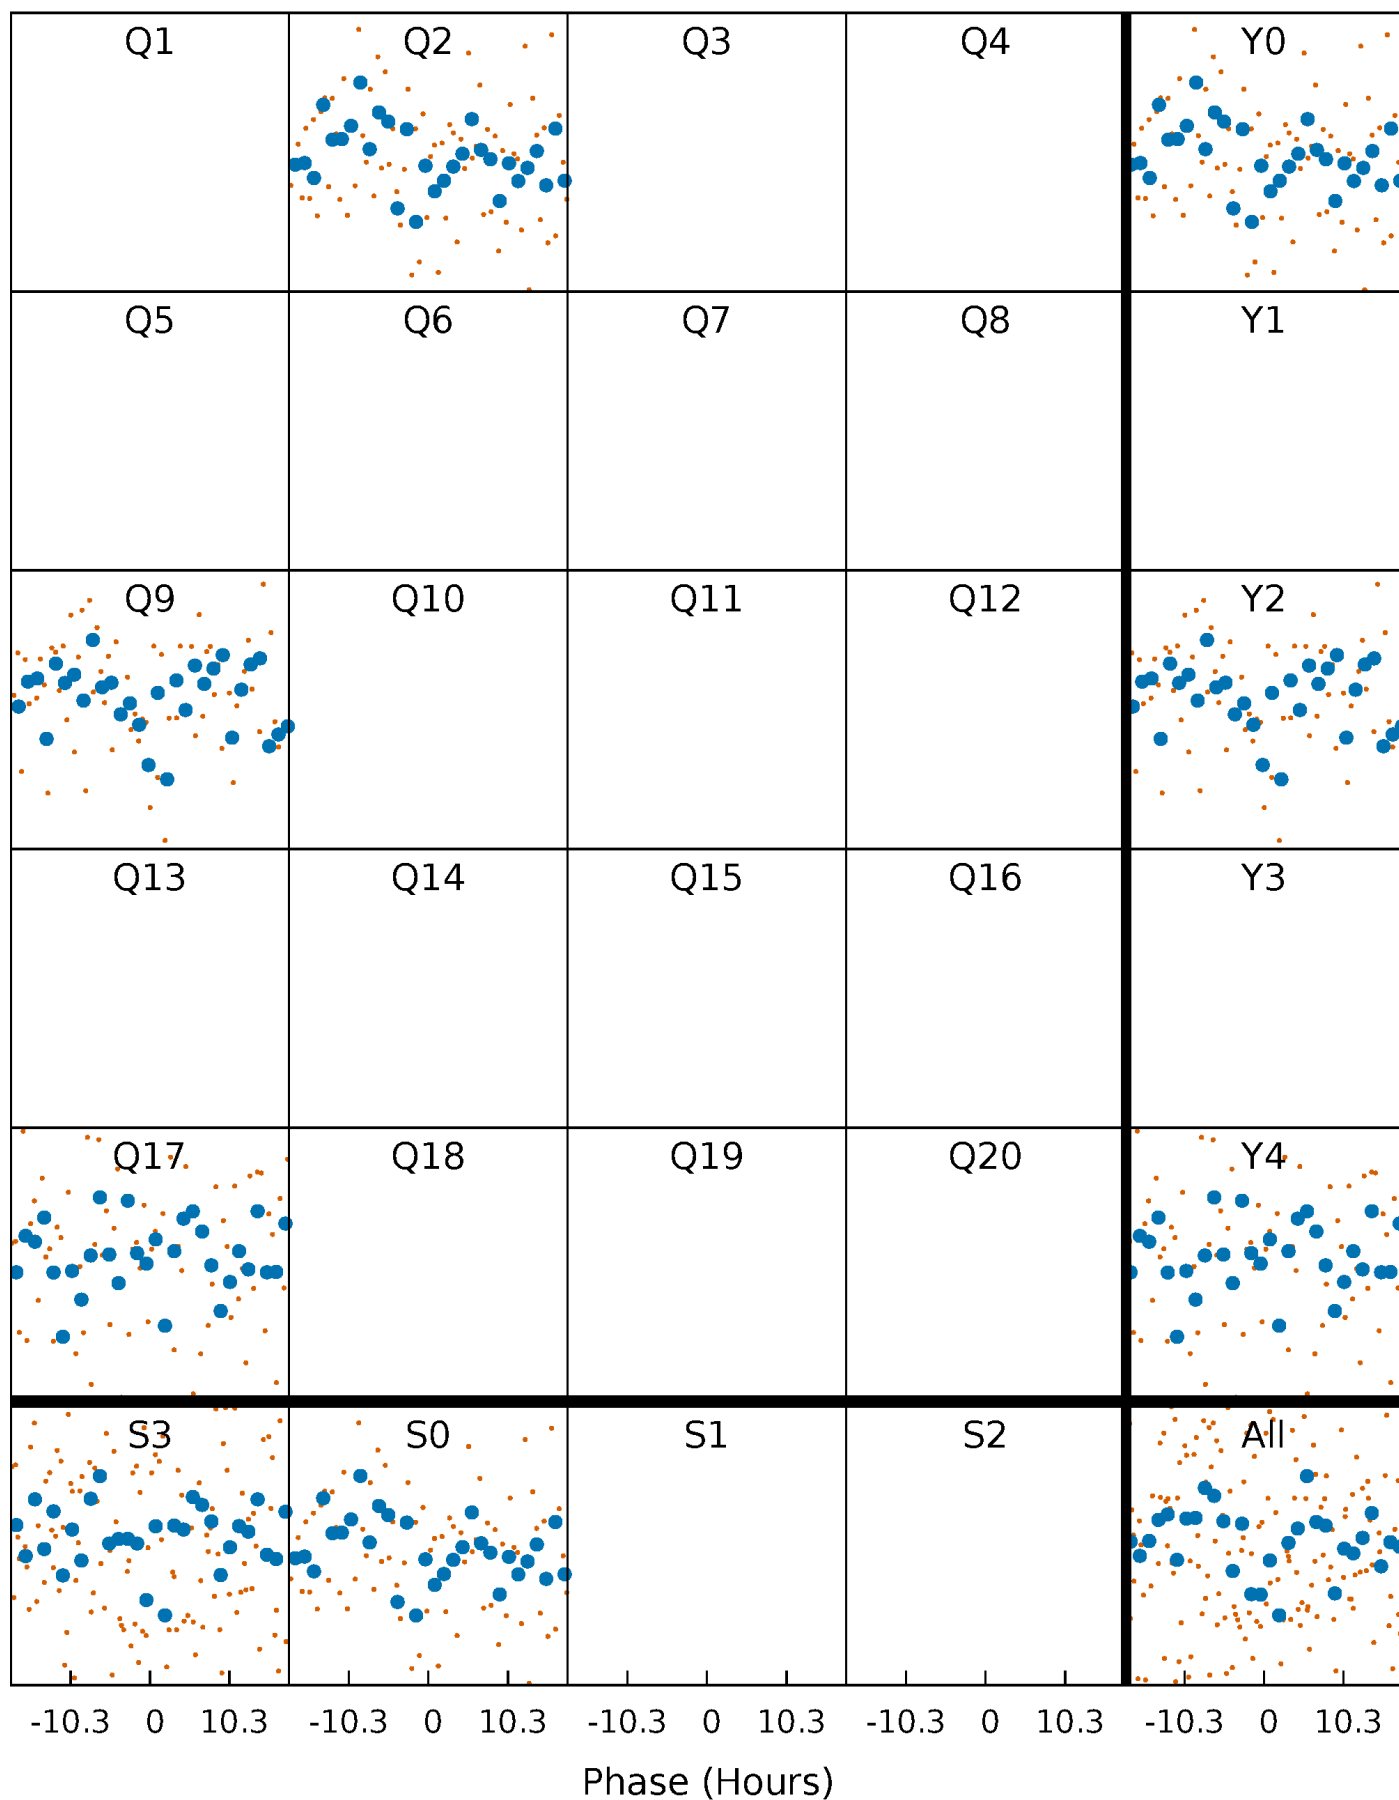 Q1 Q2 Q3 Q4 Y0
Q5 Q6 Q7 Q8 Y1
Q9 Q10 Q11 Q12 Y2
Q13 Q14 Q15 Q16 Y3
Q17 Q18 Q19 Q20 Y4
S3 S0 S1 S2 All
-10.3 0 10.3 -10.3 0 10.3 -10.3 0 10.3 -10.3 0 10.3 -10.3 0 10.3
Phase (Hours)